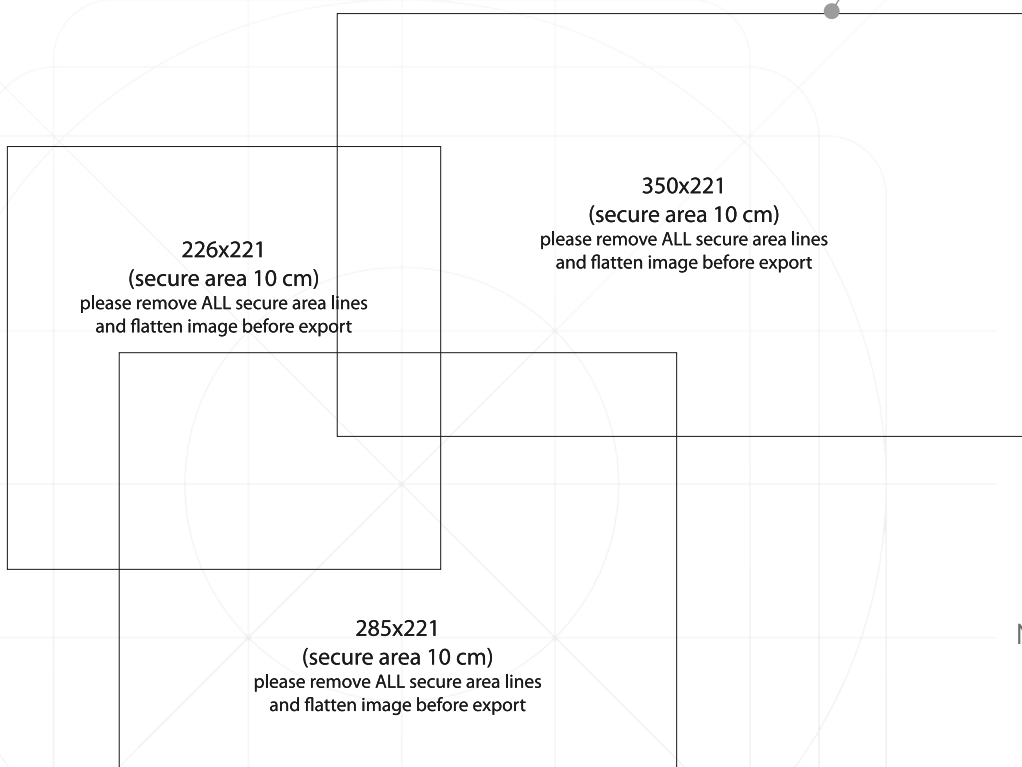 350x221
(secure area 10 cm)
please remove ALL secure area lines
and flatten image before export
226x221
(secure area 10 cm)
please remove ALL secure area lines
and flatten image before export
285x221
(secure area 10 cm)
please remove ALL secure area lines
and flatten image before export